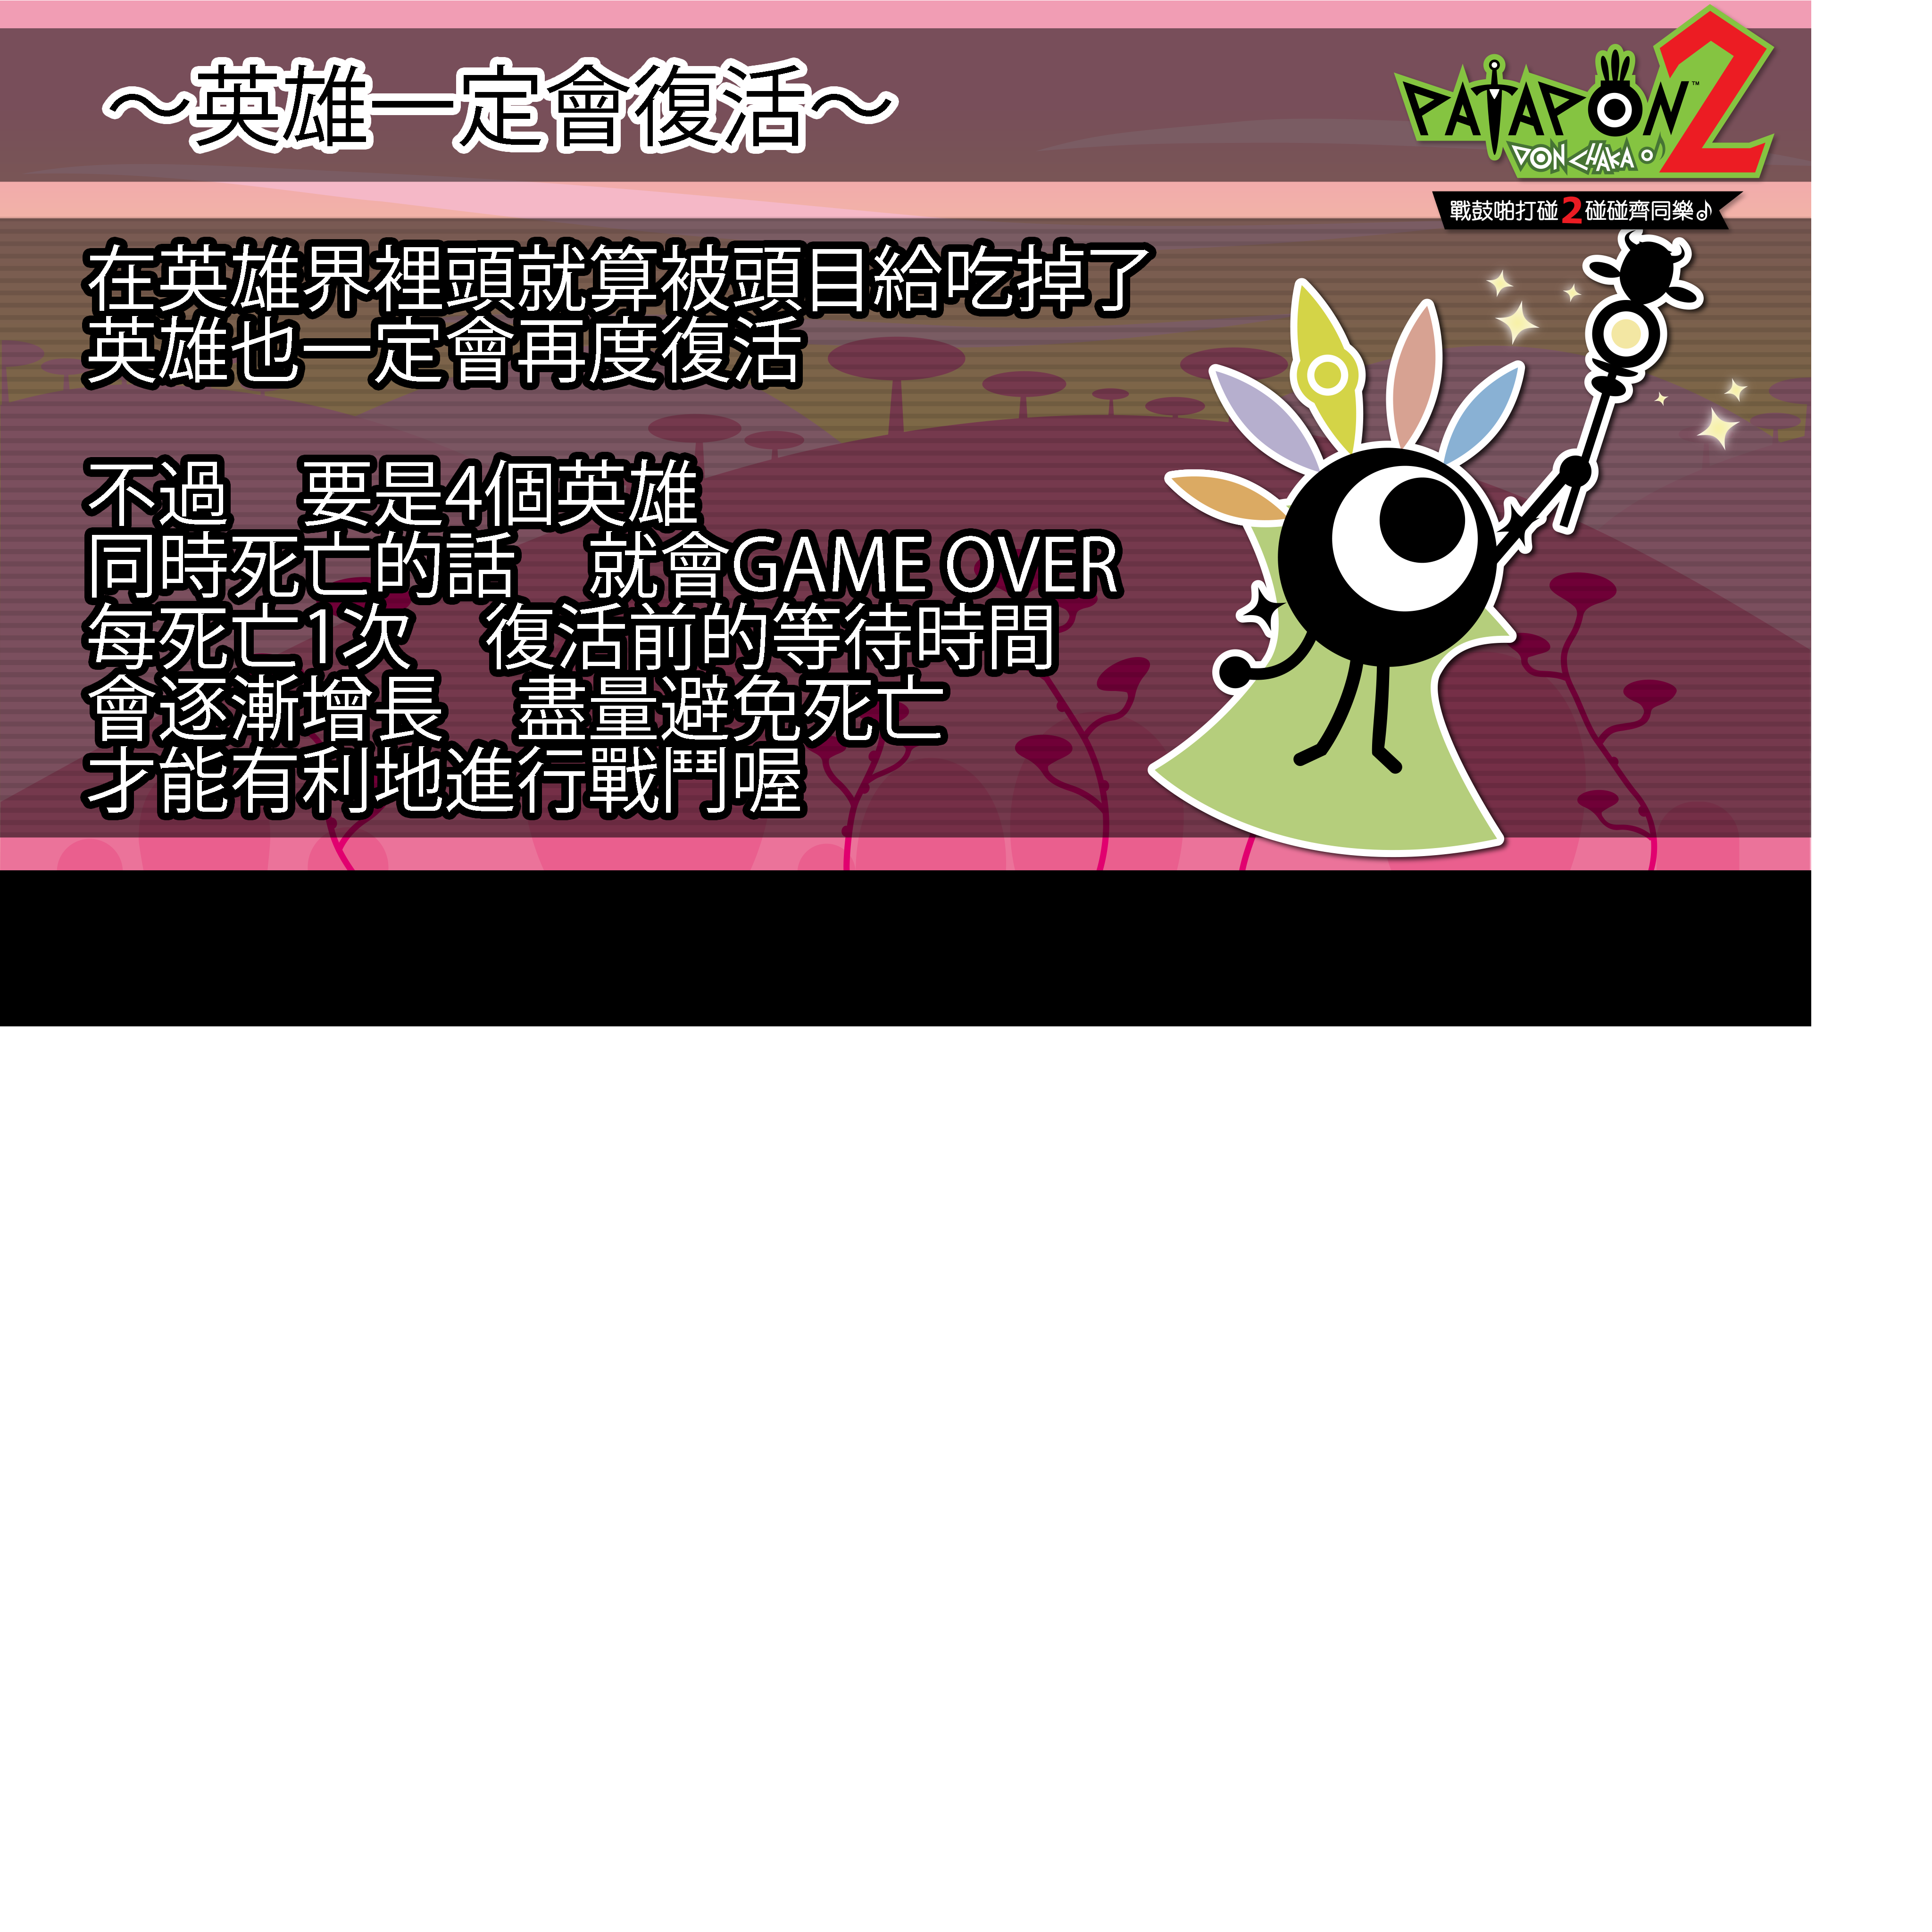 ～英雄一定會復活～
PATAPON2™
DON CHAKA♪
戰鼓啪打碰2碰碰齊同樂♪
在英雄界裡頭就算被頭目給吃掉了
英雄也一定會再度復活
不過　要是4個英雄
同時死亡的話　就會GAME OVER
每死亡1次　復活前的等待時間
會逐漸增長　盡量避免死亡
才能有利地進行戰鬥喔